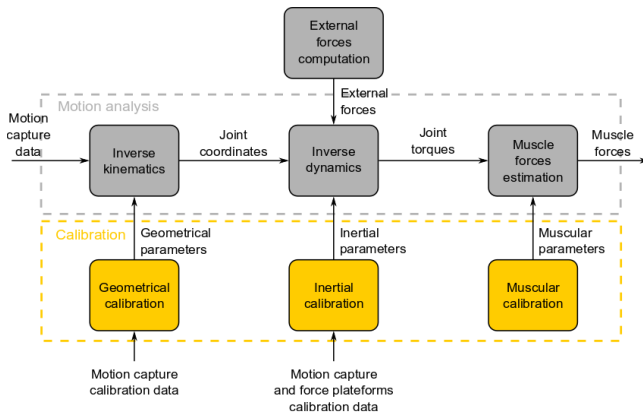 External
forces
computation
External
forces
Motion analysis
Motion
capture
data
Inverse
kinematics
Joint
coordinates
Inverse
dynamics
Joint
torques
Muscle
forces
estimation
Muscle
forces
Geometrical
parameters
Inertial
parameters
Muscular
parameters
Calibration
Geometrical
calibration
Inertial
calibration
Muscular
calibration
Motion capture
calibration data
Motion capture
and force plateforms
calibration data